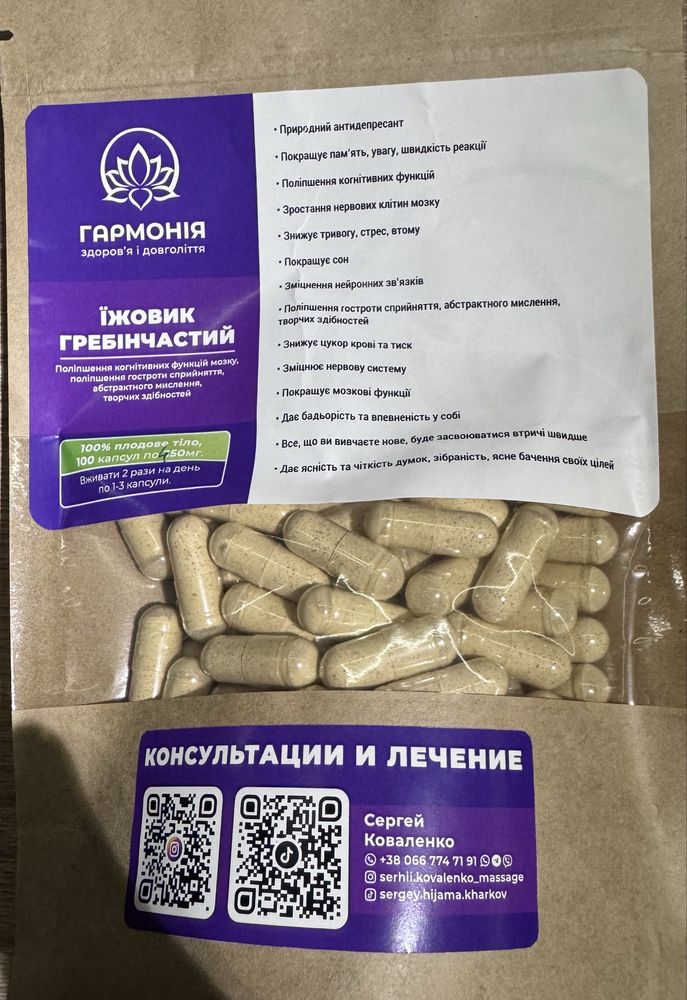 ГАРМОНІЯ
здоров'я і довголіття
ЇЖОВИК
ГРЕБІНЧАСТИЙ
Поліпшення когнітивних функцій мозку,
поліпшення гостроти сприйняття,
абстрактного мислення,
творчих здібностей
100% плодове тіло,
100 капсул по 750мг.
Вживати 2 рази на день
по 1-3 капсули.
• Природний антидепресант
• Покращує пам'ять, увагу, швидкість реакції
• Поліпшення когнітивних функцій
• Зростання нервових клітин мозку
• Знижує тривогу, стрес, втому
• Покращує сон
• Зміцнення нейронних зв'язків
• Поліпшення гостроти сприйняття, абстрактного мислення,
творчих здібностей
• Знижує цукор крові та тиск
• Зміцнює нервову систему
• Покращує мозкові функції
• Дає бадьорість та впевненість у собі
• Все, що ви вивчаєте нове, буде засвоюватися втричі швидше
• Дає ясність та чіткість думок, зібраність, ясне бачення своїх цілей
КОНСУЛЬТАЦИИ И ЛЕЧЕНИЕ
Сергей
Коваленко
+38 066 774 71 91
serhii.kovalenko_massage
sergey.hijama.kharkov